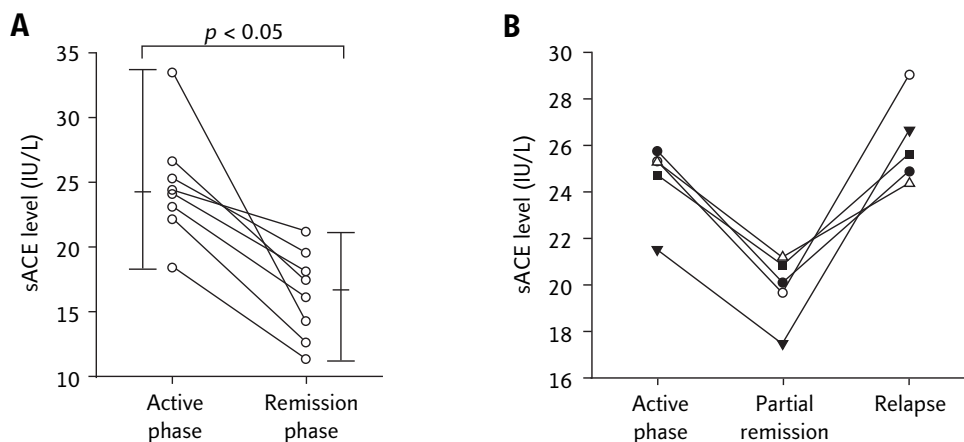 A
p < 0.05
sACE level (IU/L)
35
30
25
20
15
10
Active
phase
Remission
phase
B
sACE level (IU/L)
30
28
26
24
22
20
18
16
Active
phase
Partial
remission
Relapse